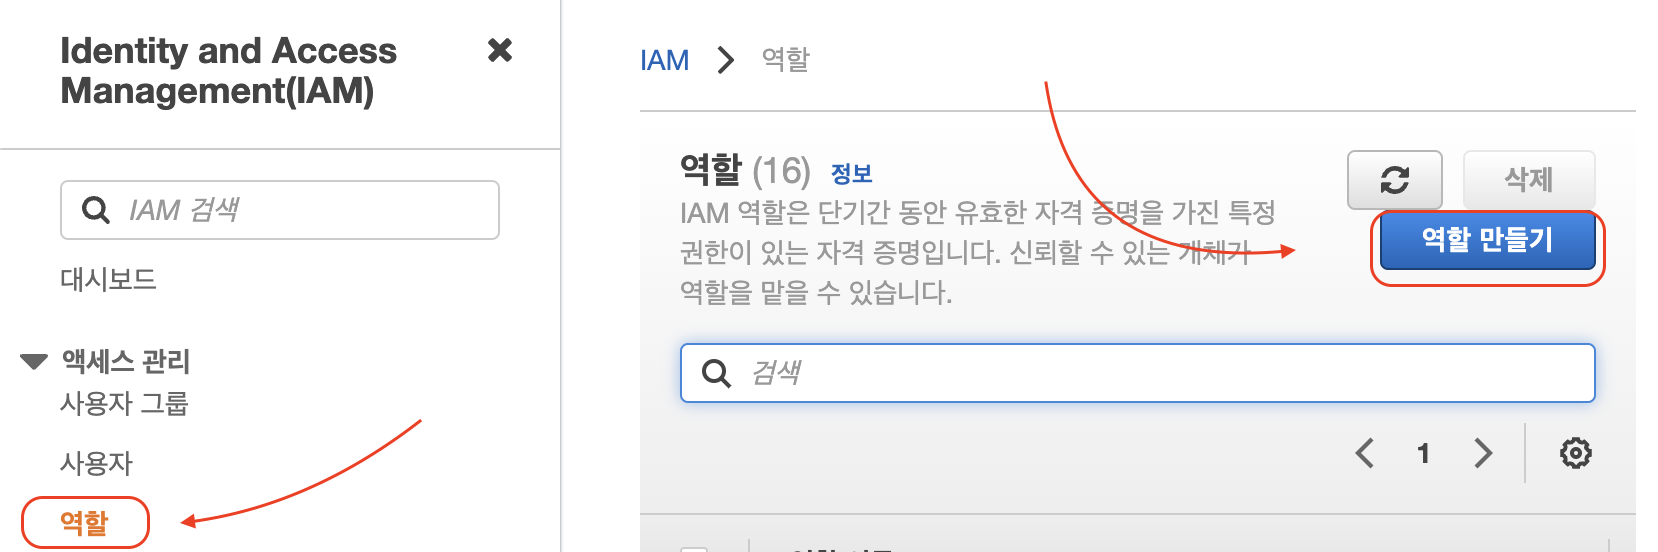 Identity and Access
Management(IAM)
IAM 검색
대시보드
액세스 관리
사용자 그룹
사용자
역할
IAM
역할
역할 (16) 정보
삭제
IAM 역할은 단기간 동안 유효한 자격 증명을 가진 특정
권한이 있는 자격 증명입니다. 신뢰할 수 있는 개체가
역할을 맡을 수 있습니다.
역할 만들기
검색
1